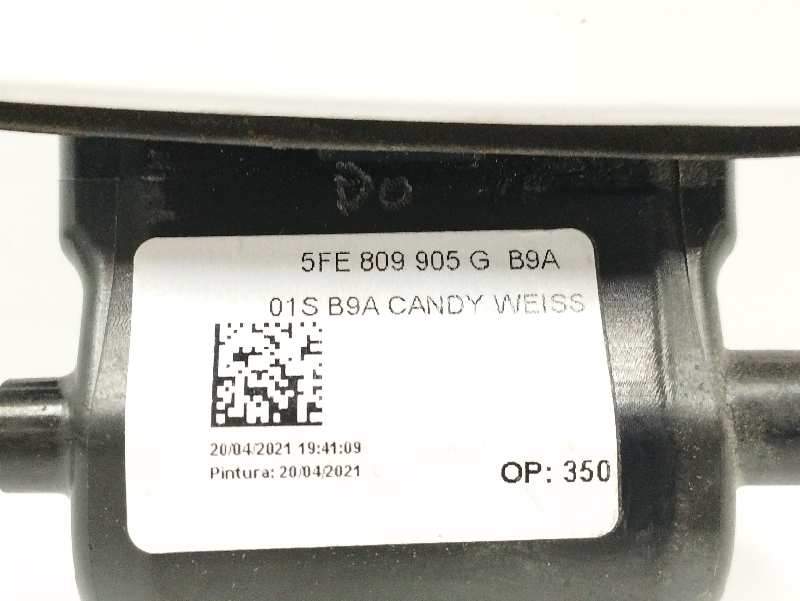 Do
5FE 809 905 G B9A
01S B9A CANDY WEISS
20/04/2021 19:41:09
Pintura: 20/04/2021
OP: 350